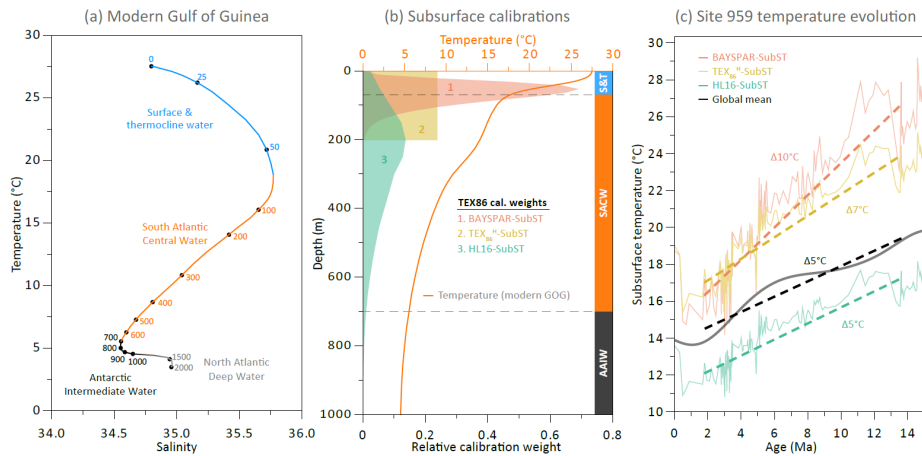 (a) Modern Gulf of Guinea
(b) Subsurface calibrations
(c) Site 959 temperature evolution
Temperature (°C)
30
25
20
15
10
5
0
34.0
34.5
35.0
35.5
36.0
Salinity
0
25
50
100
200
300
400
500
600
700
800
900
1000
1500
2000
Surface &
thermocline water
South Atlantic
Central Water
North Atlantic
Deep Water
Antarctic
Intermediate Water
Temperature (°C)
0
5
10
15
20
25
30
Depth (m)
0
200
400
600
800
1000
0
0.2
0.4
0.6
0.8
Relative calibration weight
1
2
3
TEX86 cal. weights
1. BAYSPAR-SubST
2. TEX₈₆ᴴ-SubST
3. HL16-SubST
Temperature (modern GOG)
S&T
SACW
AAIW
Subsurface temperature (°C)
30
28
26
24
22
20
18
16
14
12
10
0
2
4
6
8
10
12
14
Age (Ma)
BAYSPAR-SubST
TEX₈₆ᴴ-SubST
HL16-SubST
Global mean
Δ10°C
Δ7°C
Δ5°C
Δ5°C